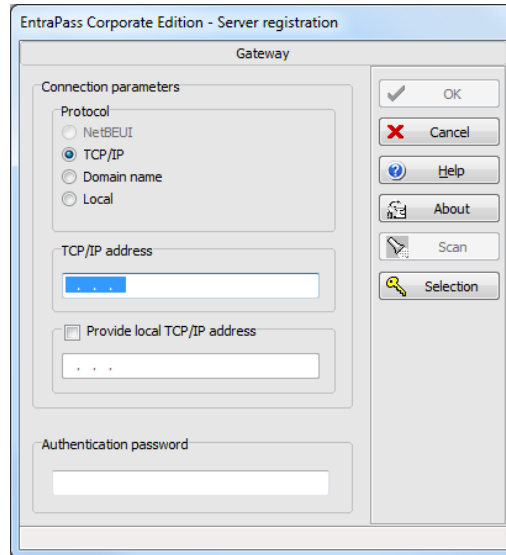 EntraPass Corporate Edition - Server registration
Gateway
Connection parameters
Protocol
NetBEUI
TCP/IP
Domain name
Local
TCP/IP address
. . .
Provide local TCP/IP address
. . .
Authentication password
OK
Cancel
Help
About
Scan
Selection